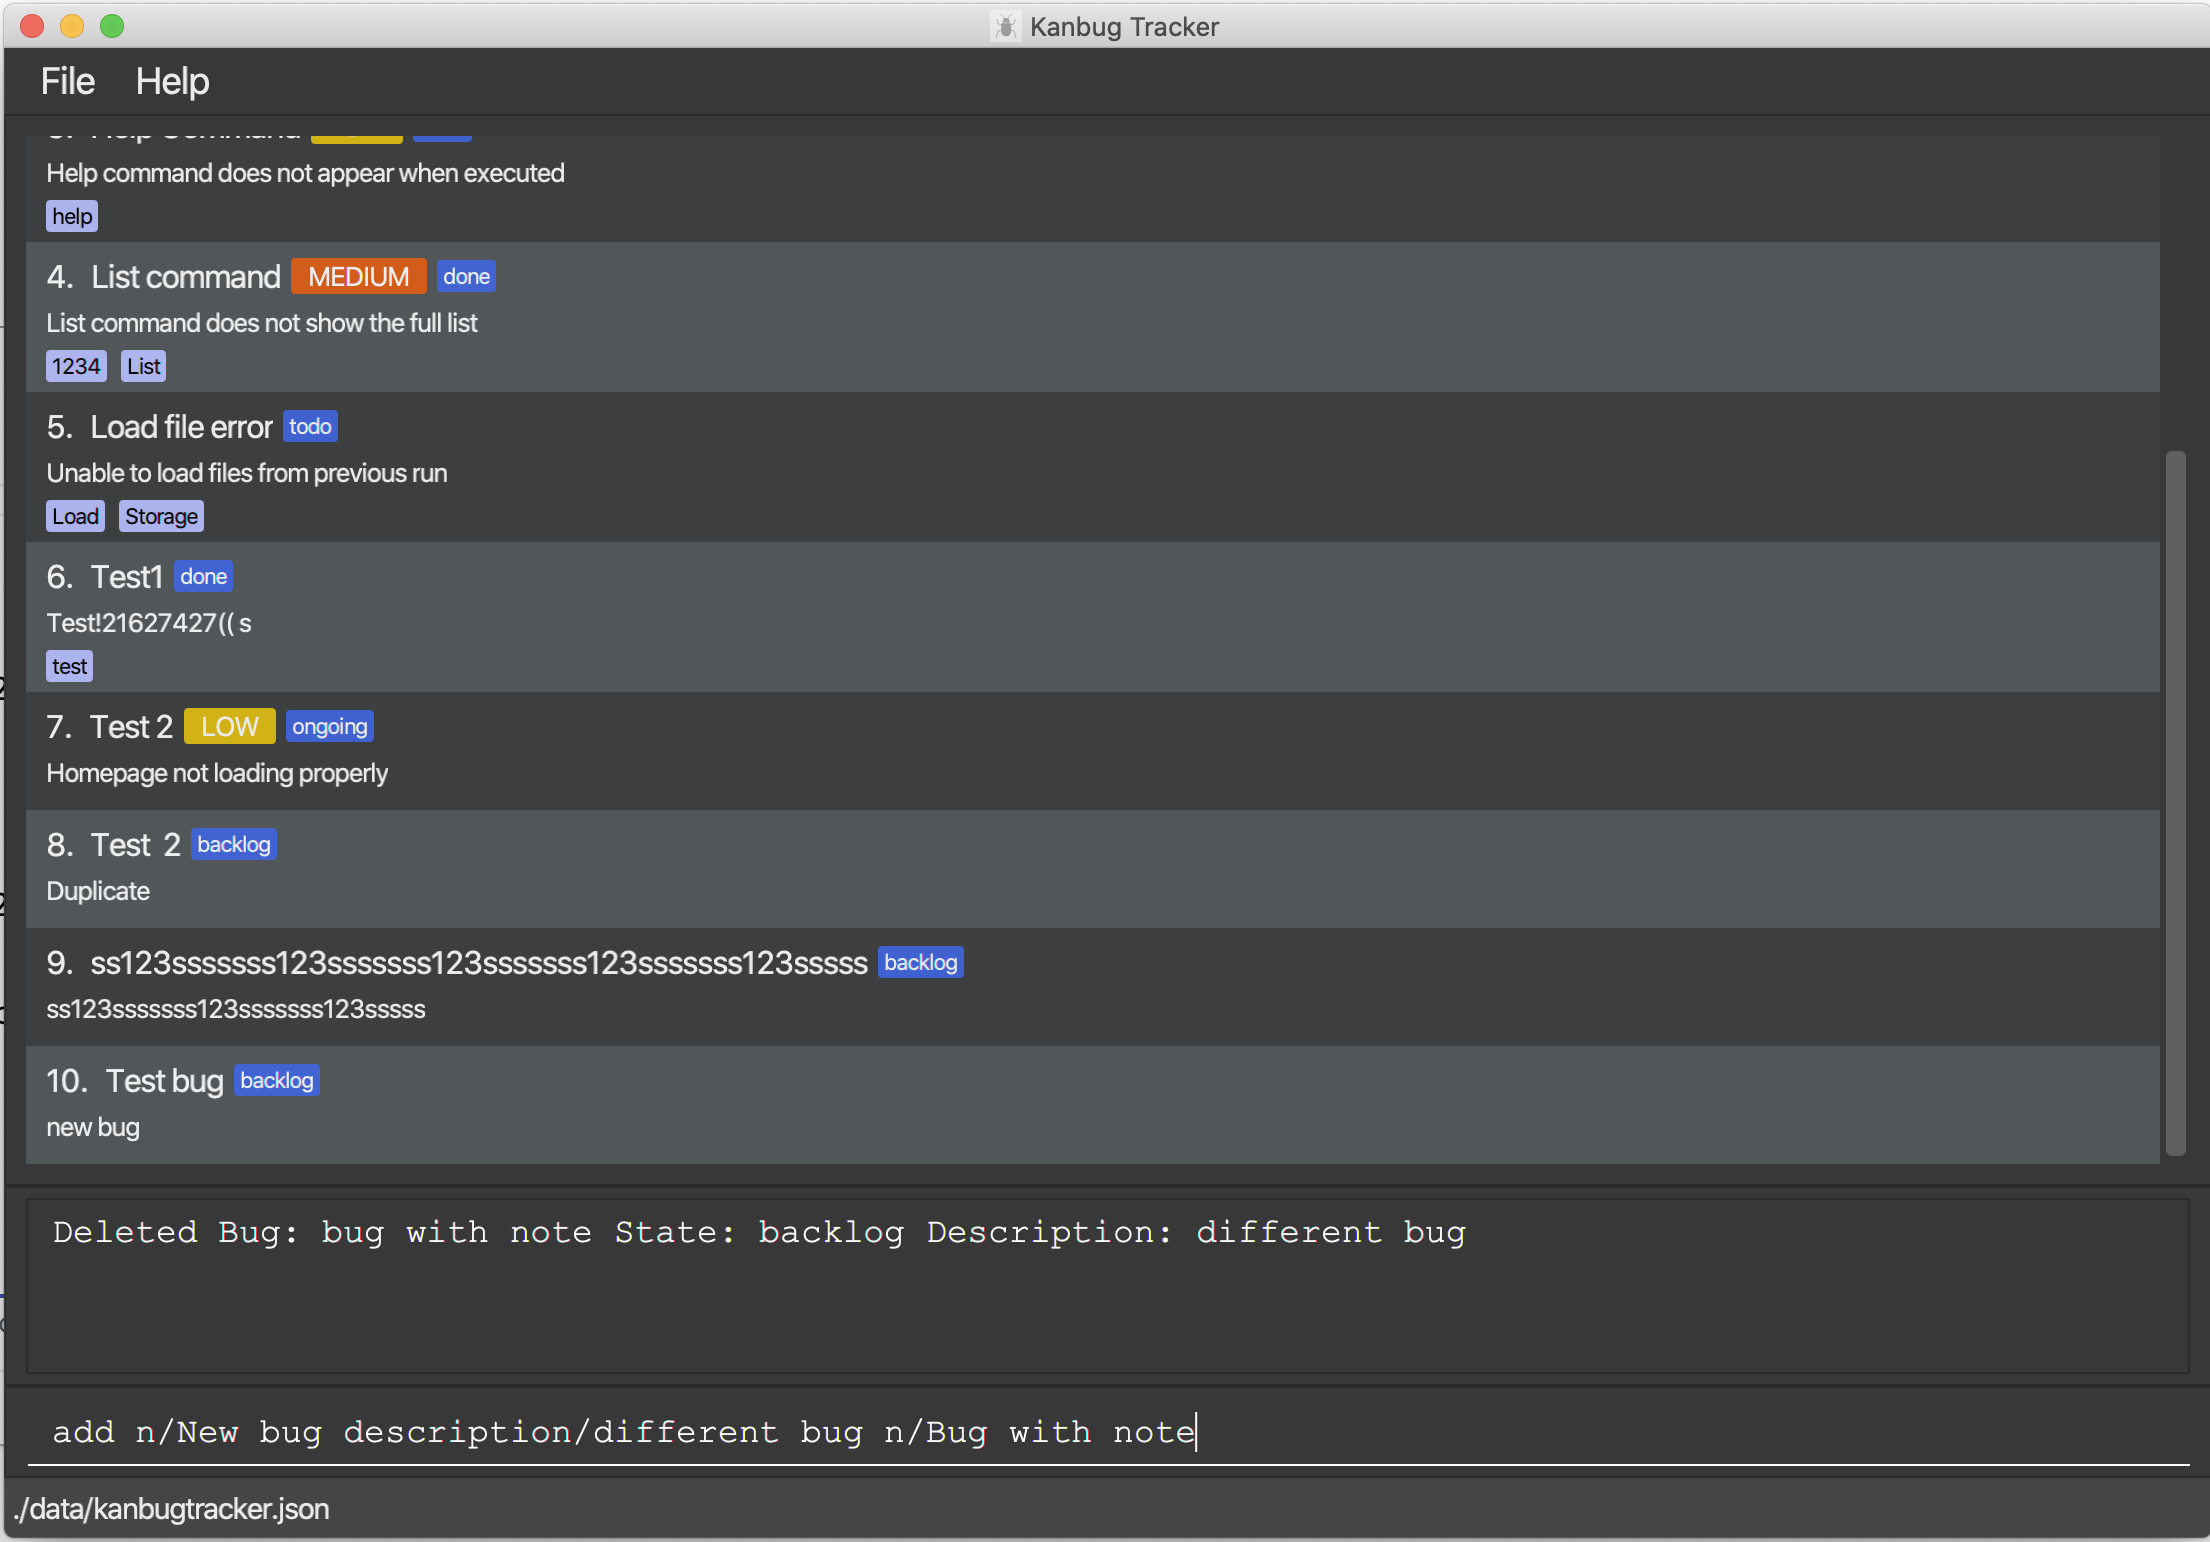 Kanbug Tracker
File Help
Help Command
Help command does not appear when executed
help
4. List command MEDIUM done
List command does not show the full list
1234 List
5. Load file error todo
Unable to load files from previous run
Load Storage
6. Test1 done
Test!21627427(( s
test
7. Test 2 LOW ongoing
Homepage not loading properly
8. Test  2 backlog
Duplicate
9. ss123sssssss123sssssss123sssssss123sssssss123sssss backlog
ss123sssssss123sssssss123sssss
10. Test bug backlog
new bug
Deleted Bug: bug with note State: backlog Description: different bug
add n/New bug description/different bug n/Bug with note
./data/kanbugtracker.json